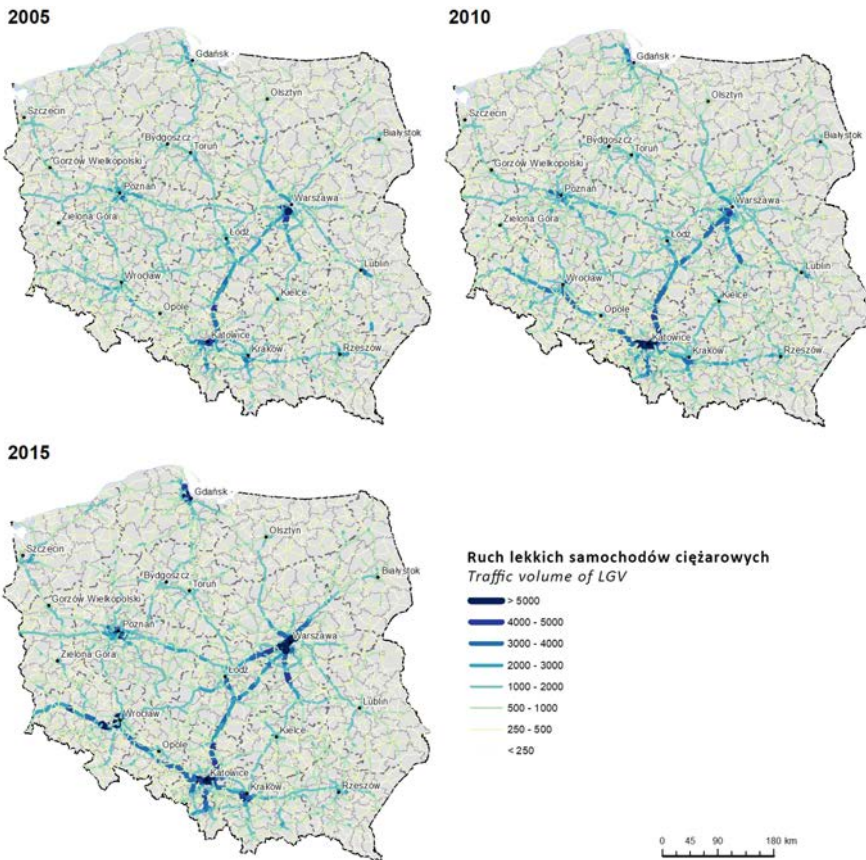 2005
Gdańsk
Olsztyn
Szczecin
Białystok
Bydgoszcz
Toruń
Gorzów Wielkopolski
Poznań
Warszawa
Zielona Góra
Łódź
Lublin
Wrocław
Opole
Kielce
Katowice
Kraków
Rzeszów
2010
Gdańsk
Olsztyn
Szczecin
Białystok
Bydgoszcz
Toruń
Gorzów Wielkopolski
Poznań
Warszawa
Zielona Góra
Łódź
Lublin
Wrocław
Opole
Kielce
Katowice
Kraków
Rzeszów
2015
Gdańsk
Olsztyn
Szczecin
Białystok
Bydgoszcz
Toruń
Gorzów Wielkopolski
Poznań
Warszawa
Zielona Góra
Łódź
Lublin
Wrocław
Opole
Kielce
Katowice
Kraków
Rzeszów
Ruch lekkich samochodów ciężarowych
Traffic volume of LGV
> 5000
4000 - 5000
3000 - 4000
2000 - 3000
1000 - 2000
500 - 1000
250 - 500
< 250
0 45 90 180 km